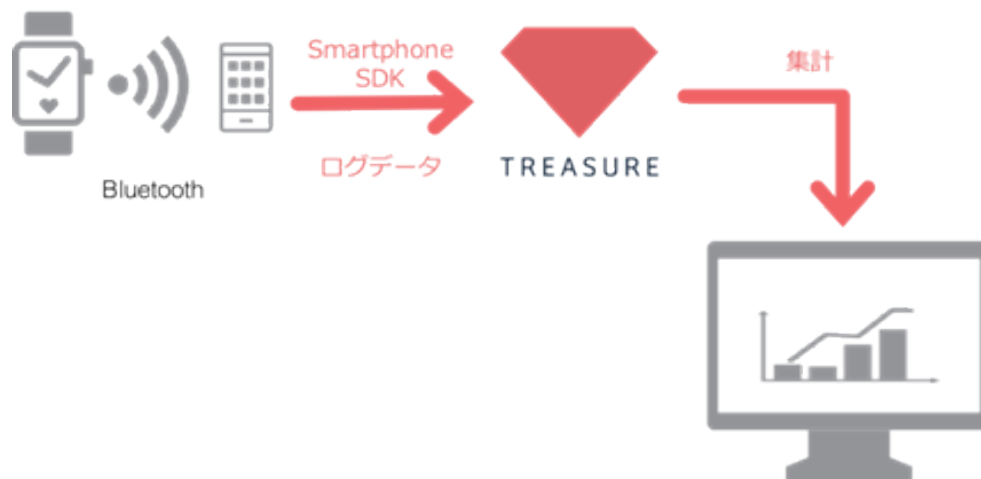 Smartphone
SDK
ログデータ
Bluetooth
TREASURE
集計